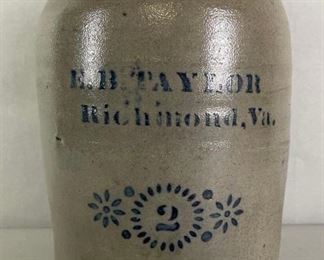 E.B. TAYLOR
Richmond, Va.
2